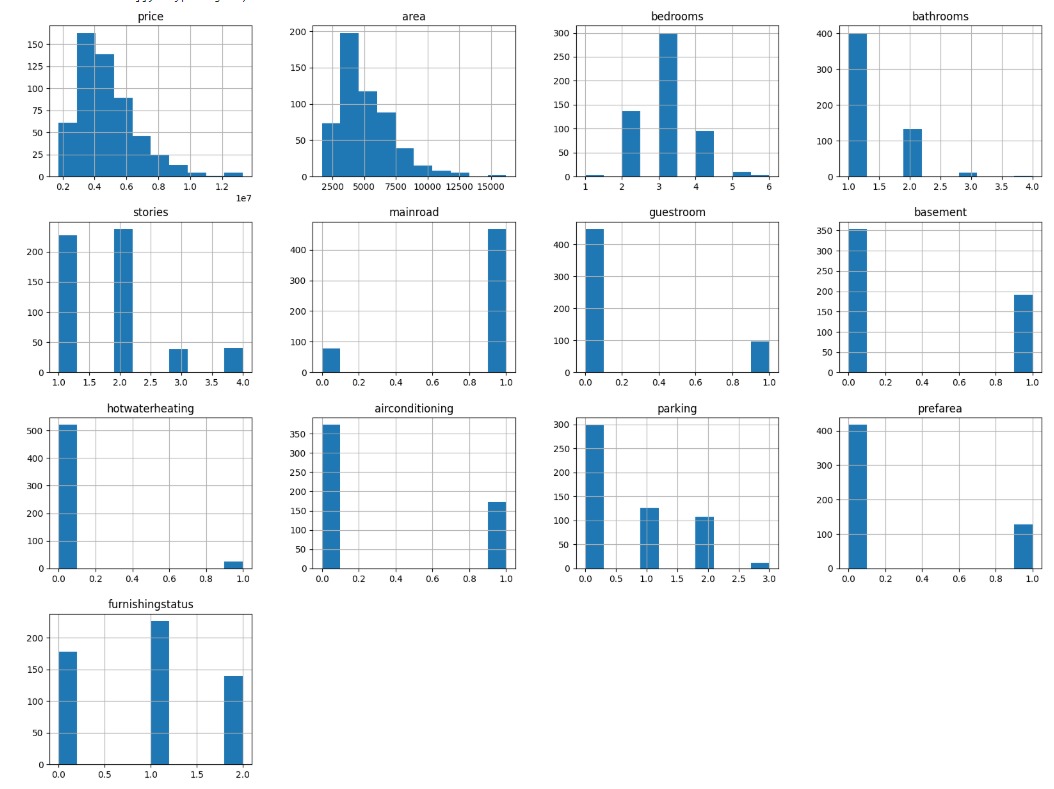 price area bedrooms bathrooms
175 200 300 400
150 250
125 150 200 300
100 100 150 200
75 100
50 50 100
25 50
0 0 0 0
0.2 0.4 0.6 0.8 1.0 1.2 2500 5000 7500 10000 12500 15000 1 2 3 4 5 6 1.0 1.5 2.0 2.5 3.0 3.5 4.0
1e7
stories mainroad guestroom basement
200 400 400 350
150 300 300 300
100 200 200 250
50 100 100 200
150
100
50
0 0 0 0
1.0 1.5 2.0 2.5 3.0 3.5 4.0 0.0 0.2 0.4 0.6 0.8 1.0 0.0 0.2 0.4 0.6 0.8 1.0 0.0 0.2 0.4 0.6 0.8 1.0
hotwaterheating airconditioning parking prefarea
500 350 300 400
400 300 250 300
300 250 200 200
200 200 150 100
100 150 100
100 50
50
0 0 0 0
0.0 0.2 0.4 0.6 0.8 1.0 0.0 0.2 0.4 0.6 0.8 1.0 0.0 0.5 1.0 1.5 2.0 2.5 3.0 0.0 0.2 0.4 0.6 0.8 1.0
furnishingstatus
200
150
100
50
0
0.0 0.5 1.0 1.5 2.0